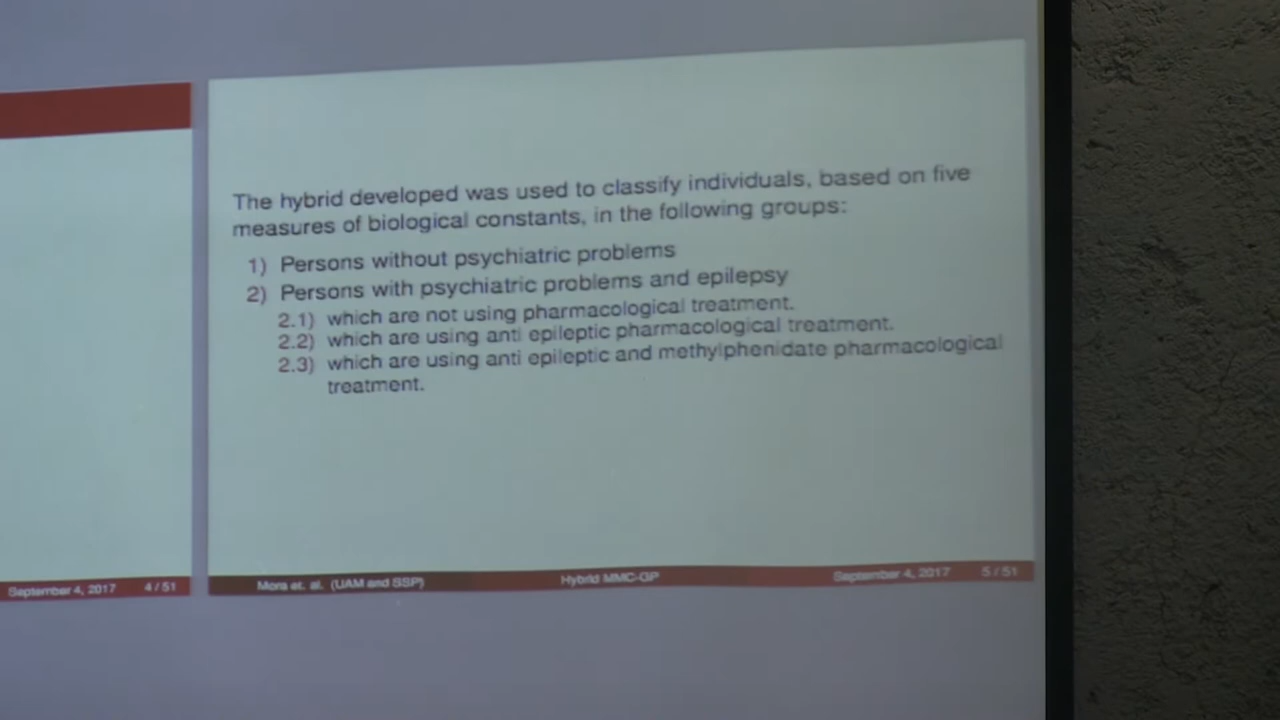 The hybrid developed was used to classify individuals, based on five
measures of biological constants, in the following groups:
1) Persons without psychiatric problems
2) Persons with psychiatric problems and epilepsy
2.1) which are not using pharmacological treatment.
2.2) which are using anti epileptic pharmacological treatment.
2.3) which are using anti epileptic and methylphenidate pharmacological
treatment.
September 4, 2017 4 / 51
Mora et. al. (UAM and SSP) Hybrid MMC-GP September 4, 2017 5 / 51